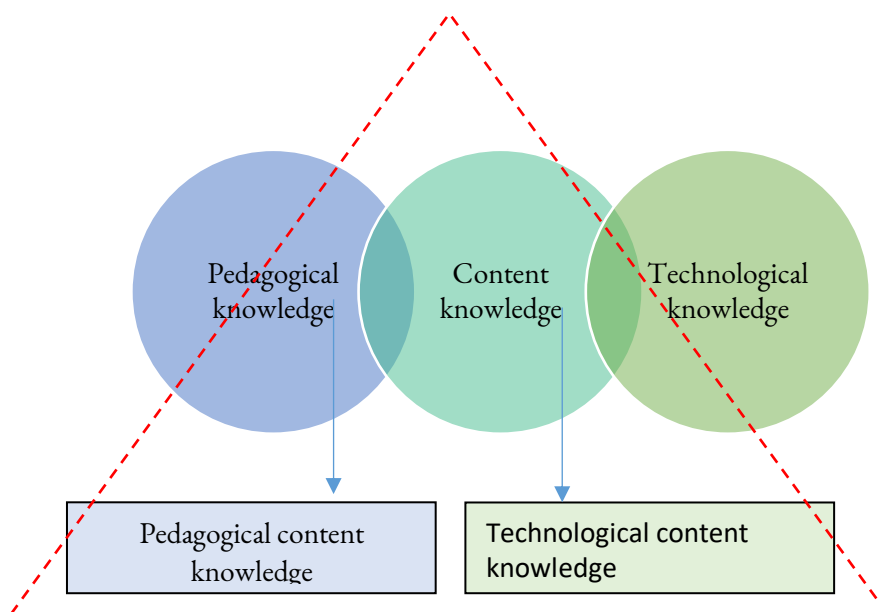 Pedagogical
knowledge
Content
knowledge
Technological
knowledge
Pedagogical content
knowledge
Technological content
knowledge